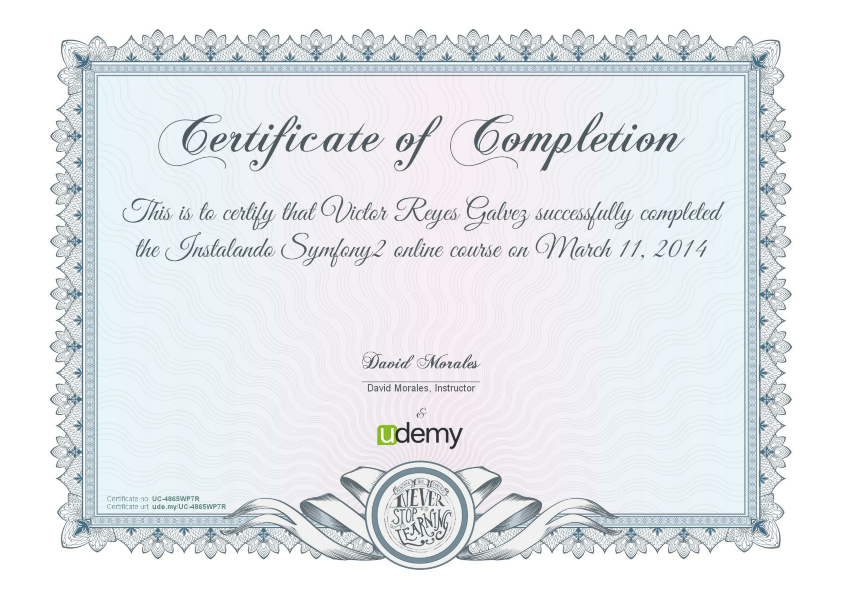 Certificate of Completion
This is to certify that Victor Reyes Galvez successfully completed
the Instalando Symfony2 online course on March 11, 2014
David Morales
David Morales, Instructor
&
udemy
NEVER
STOP
LEARNING
Certificate no. UC-4865WP7R
Certificate url: ude.my/UC-4865WP7R